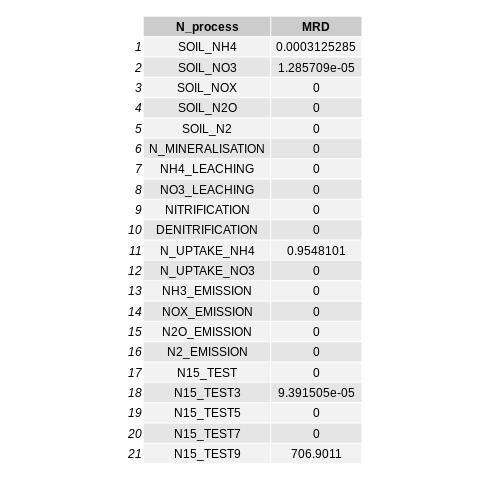 N_process MRD
1 SOIL_NH4 0.0003125285
2 SOIL_NO3 1.285709e-05
3 SOIL_NOX 0
4 SOIL_N2O 0
5 SOIL_N2 0
6 N_MINERALISATION 0
7 NH4_LEACHING 0
8 NO3_LEACHING 0
9 NITRIFICATION 0
10 DENITRIFICATION 0
11 N_UPTAKE_NH4 0.9548101
12 N_UPTAKE_NO3 0
13 NH3_EMISSION 0
14 NOX_EMISSION 0
15 N2O_EMISSION 0
16 N2_EMISSION 0
17 N15_TEST 0
18 N15_TEST3 9.391505e-05
19 N15_TEST5 0
20 N15_TEST7 0
21 N15_TEST9 706.9011